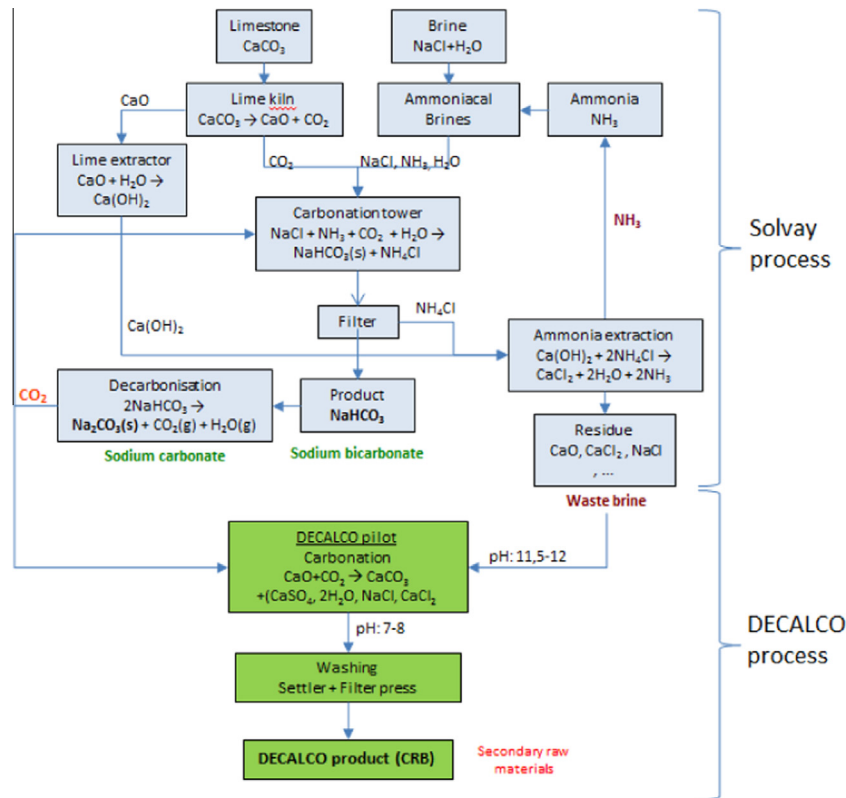 Limestone
CaCO₃
Brine
NaCl+H₂O
CaO
Lime kiln
CaCO₃ → CaO + CO₂
Ammoniacal
Brines
Ammonia
NH₃
Lime extractor
CaO + H₂O →
Ca(OH)₂
CO₂
NaCl, NH₃, H₂O
Carbonation tower
NaCl + NH₃ + CO₂ + H₂O →
NaHCO₃(s) + NH₄Cl
NH₃
Solvay
process
Ca(OH)₂
Filter
NH₄Cl
Ammonia extraction
Ca(OH)₂ + 2NH₄Cl →
CaCl₂ + 2H₂O + 2NH₃
CO₂
Decarbonisation
2NaHCO₃ →
Na₂CO₃(s) + CO₂(g) + H₂O(g)
Sodium carbonate
Product
NaHCO₃
Sodium bicarbonate
Residue
CaO, CaCl₂ , NaCl
, ...
Waste brine
DECALCO pilot
Carbonation
CaO+CO₂ → CaCO₃
+(CaSO₄, 2H₂O, NaCl, CaCl₂
pH: 11,5-12
pH: 7-8
DECALCO
process
Washing
Settler + Filter press
DECALCO product (CRB)
Secondary raw
materials